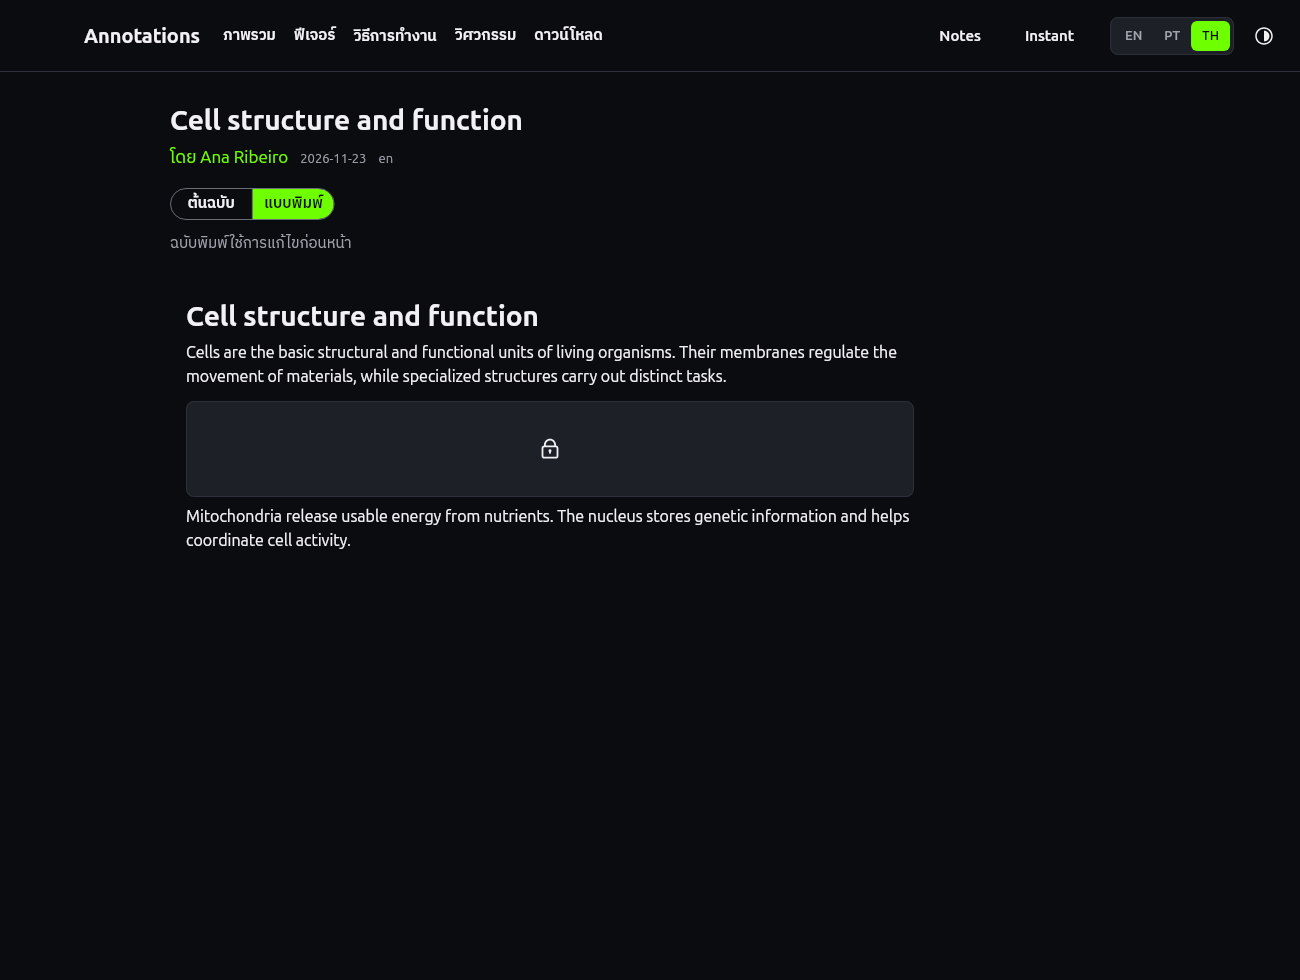 Annotations ภาพรวม ฟีเจอร์ วิธีการทำงาน วิศวกรรม ดาวน์โหลด Notes Instant EN PT TH
Cell structure and function
โดย Ana Ribeiro 2026-11-23 en
ต้นฉบับ แบบพิมพ์
ฉบับพิมพ์ใช้การแก้ไขก่อนหน้า
Cell structure and function
Cells are the basic structural and functional units of living organisms. Their membranes regulate the
movement of materials, while specialized structures carry out distinct tasks.
Mitochondria release usable energy from nutrients. The nucleus stores genetic information and helps
coordinate cell activity.